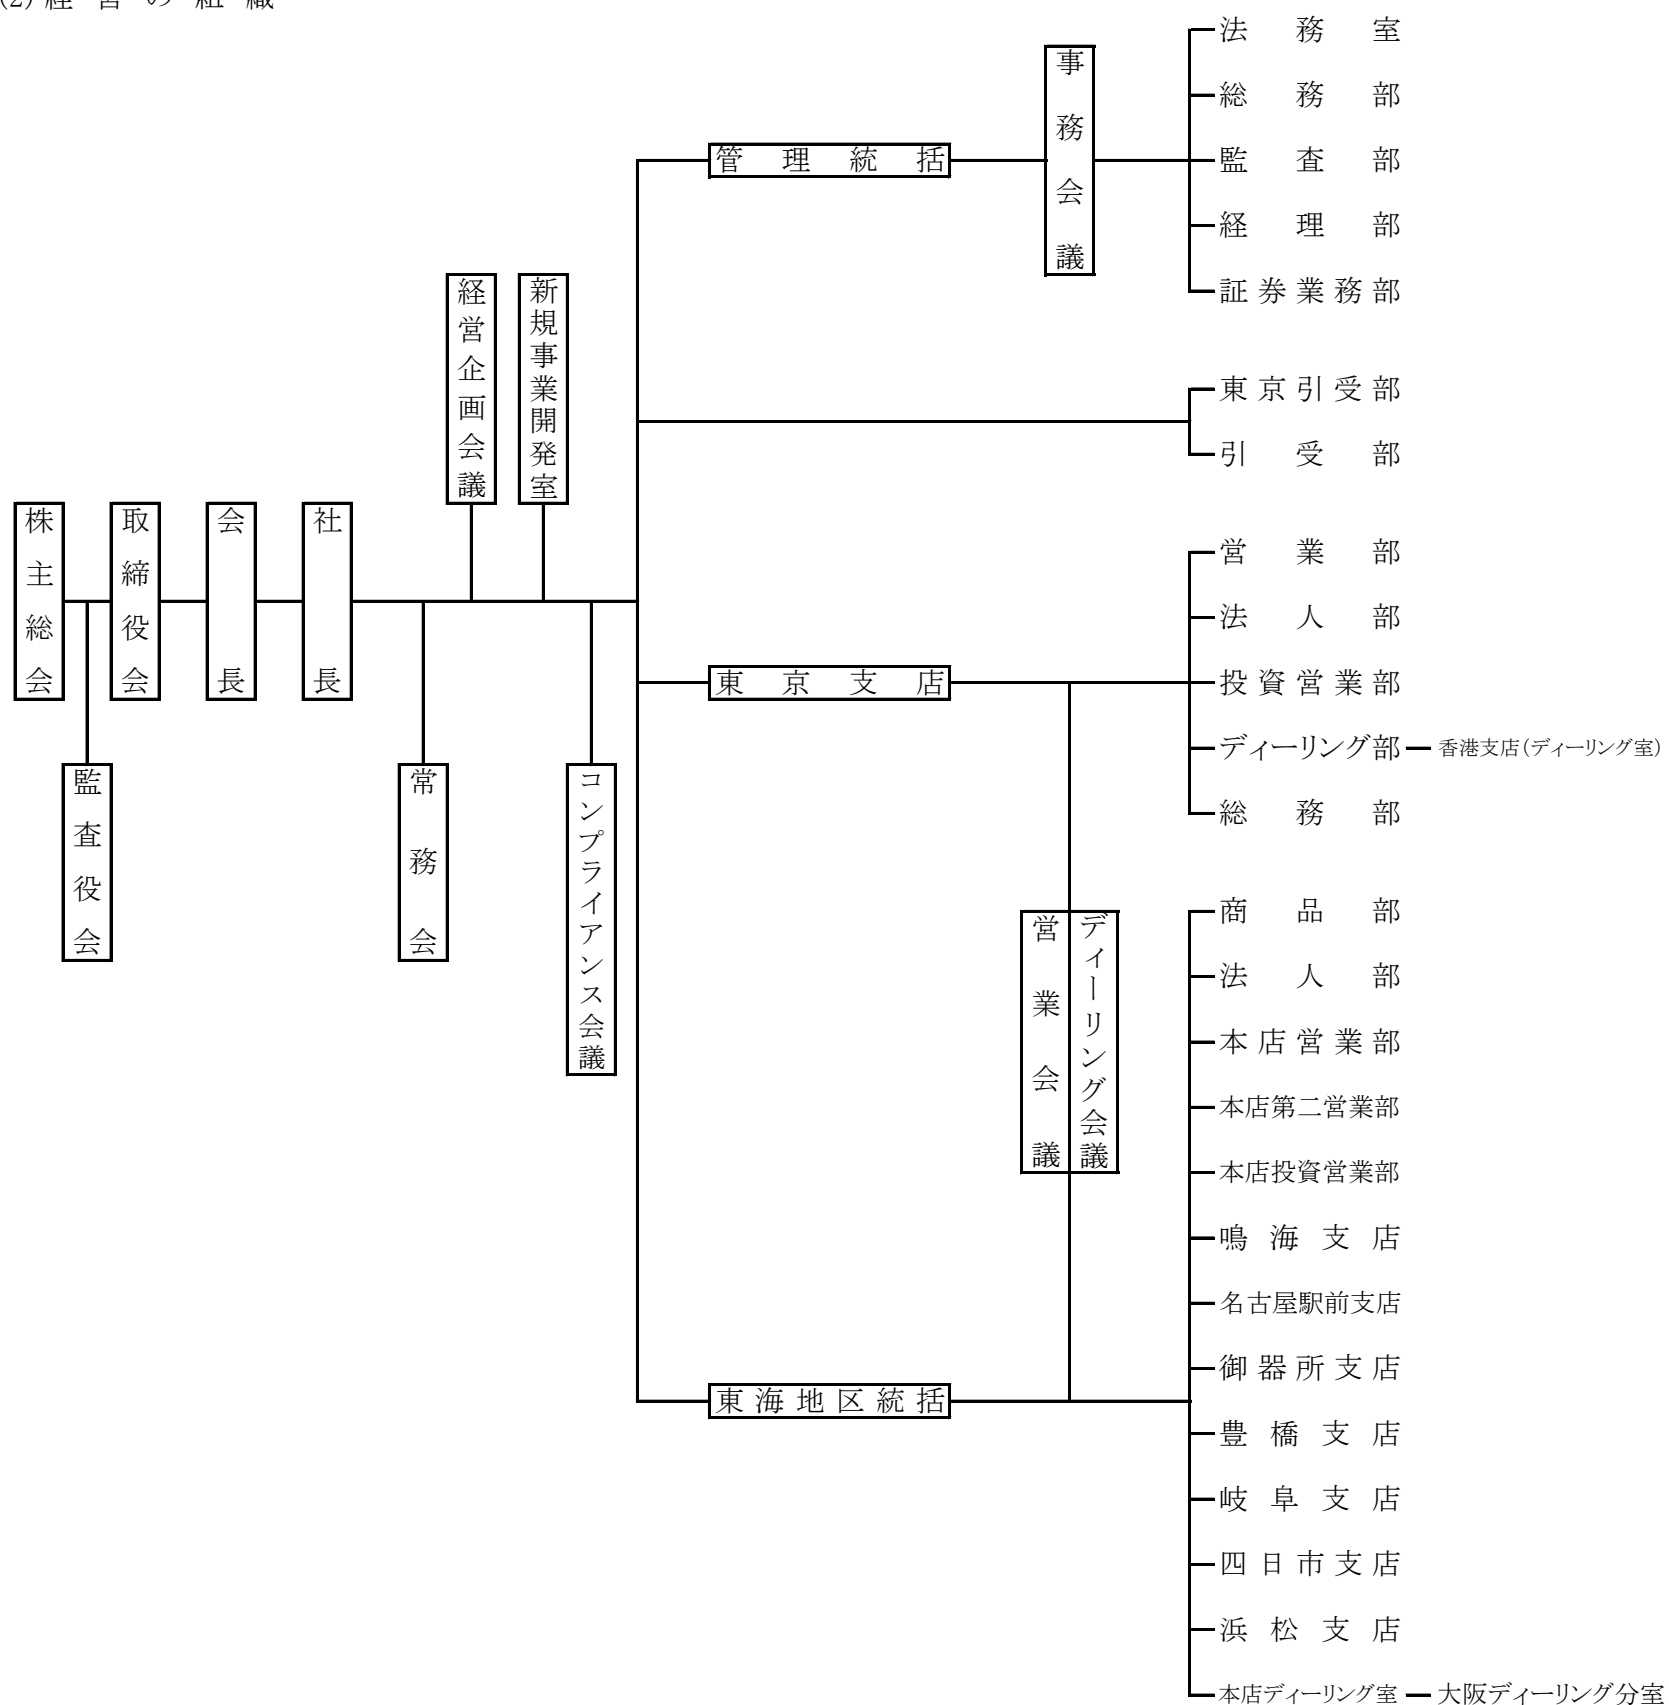 (2) 経営の組織
株主総会
監査役会
取締役会
会長
社長
常務会
経営企画会議
新規事業開発室
コンプライアンス会議
管理統括
事務会議
法務室
総務部
監査部
経理部
証券業務部
東京引受部
引受部
東京支店
営業部
法人部
投資営業部
ディーリング部
香港支店(ディーリング室)
総務部
営業会議
ディーリング会議
東海地区統括
商品部
法人部
本店営業部
本店第二営業部
本店投資営業部
鳴海支店
名古屋駅前支店
御器所支店
豊橋支店
岐阜支店
四日市支店
浜松支店
本店ディーリング室
大阪ディーリング分室